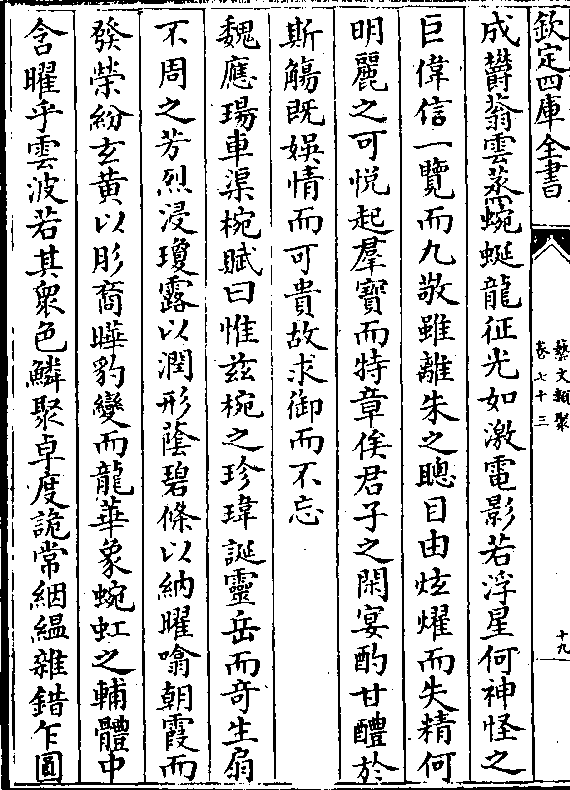 欽定四庫全書
藝文類聚
卷七十三
十九
成欝蓊雲蒸蜿蜒龍征光如激電影若浮星何神怪之
巨偉信一覽而九敬雖離朱之聰目由炫燿而失精何
明麗之可悅起羣寶而特章俟君子之閑宴酌甘醴於
斯觴既娛情而可貴故求御而不忘
魏應瑒車渠椀賦曰惟兹椀之珍瑋誕靈岳而奇生扇
不周之芳烈浸瓊露以潤形䕃碧條以納曜噏朝霞而
發榮紛玄黄以肜裔曄豹變而龍華象蜿虹之輔體中
含曜乎雲波若其衆色鱗聚卓度詭常絪緼雜錯乍圓